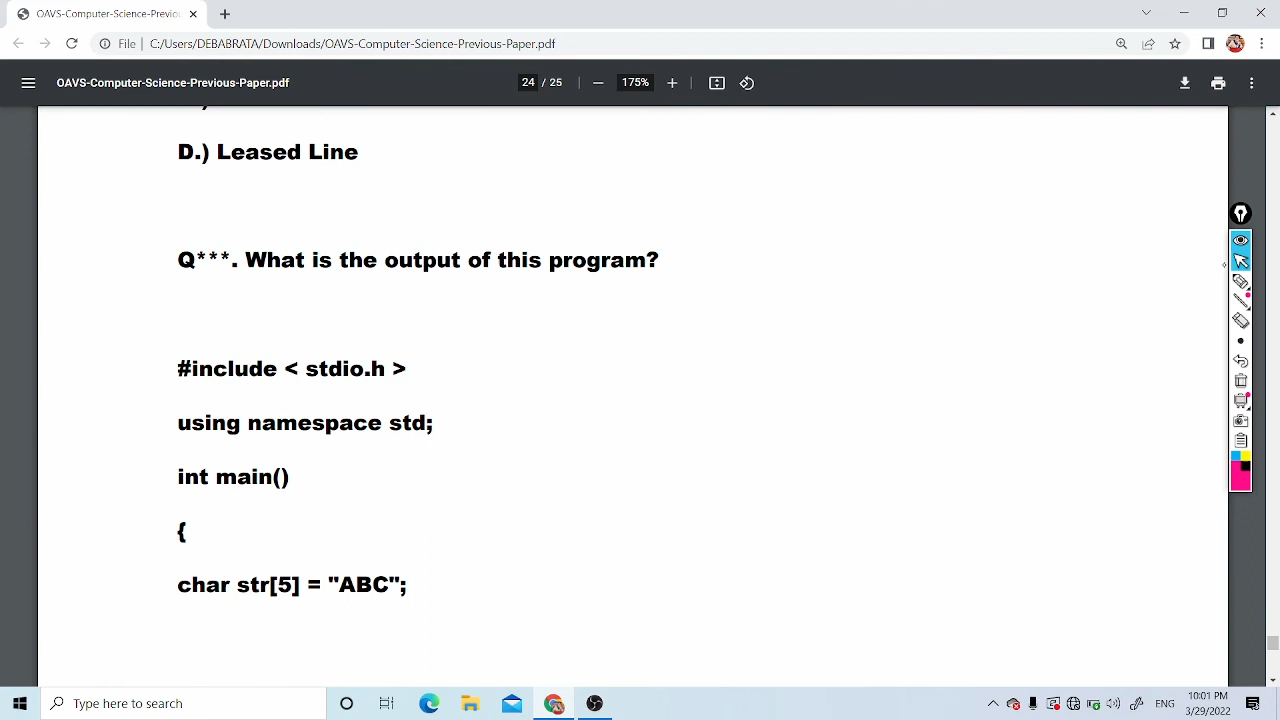 OAVS-Computer-Science-Previou
File
C:/Users/DEBABRATA/Downloads/OAVS-Computer-Science-Previous-Paper.pdf
OAVS-Computer-Science-Previous-Paper.pdf
24 / 25
175%
D.) Leased Line
Q***. What is the output of this program?
#include < stdio.h >
using namespace std;
int main()
{
char str[5] = "ABC";
Type here to search
ENG
10:01 PM
3/29/2022